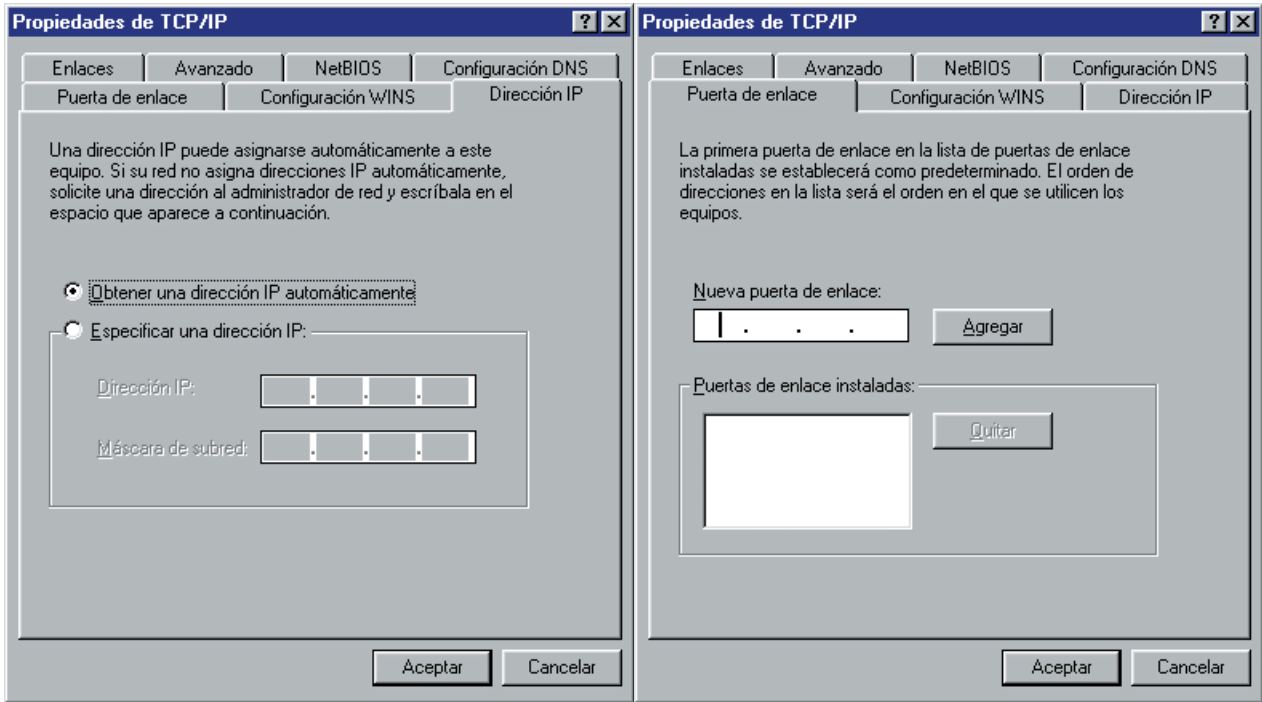 Propiedades de TCP/IP
Enlaces Avanzado NetBIOS Configuración DNS
Puerta de enlace Configuración WINS Dirección IP
Una dirección IP puede asignarse automáticamente a este
equipo. Si su red no asigna direcciones IP automáticamente,
solicite una dirección al administrador de red y escríbala en el
espacio que aparece a continuación.
Obtener una dirección IP automáticamente
Especificar una dirección IP:
Dirección IP:
Máscara de subred:
Aceptar Cancelar
Propiedades de TCP/IP
Enlaces Avanzado NetBIOS Configuración DNS
Puerta de enlace Configuración WINS Dirección IP
La primera puerta de enlace en la lista de puertas de enlace
instaladas se establecerá como predeterminado. El orden de
direcciones en la lista será el orden en el que se utilicen los
equipos.
Nueva puerta de enlace:
Agregar
Puertas de enlace instaladas:
Quitar
Aceptar Cancelar